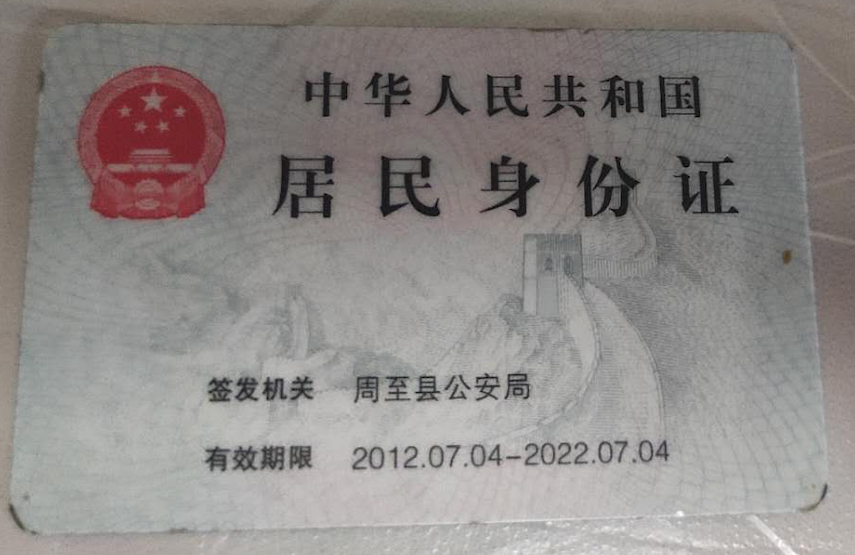 中华人民共和国
居民身份证
签发机关 周至县公安局
有效期限 2012.07.04-2022.07.04